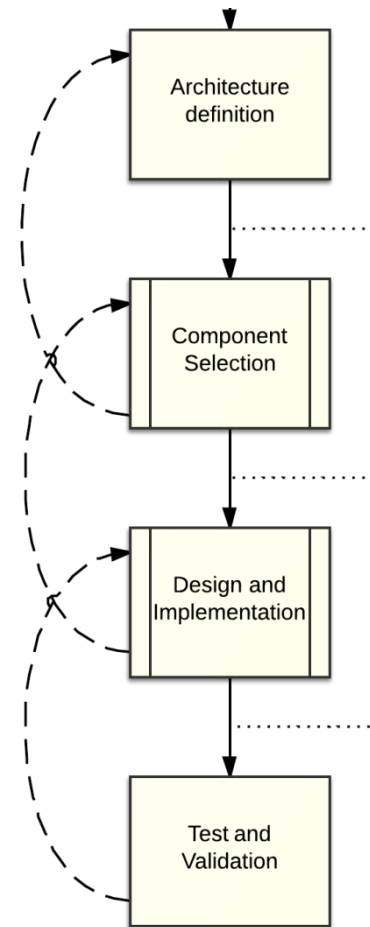 Architecture
definition
Component
Selection
Design and
Implementation
Test and
Validation